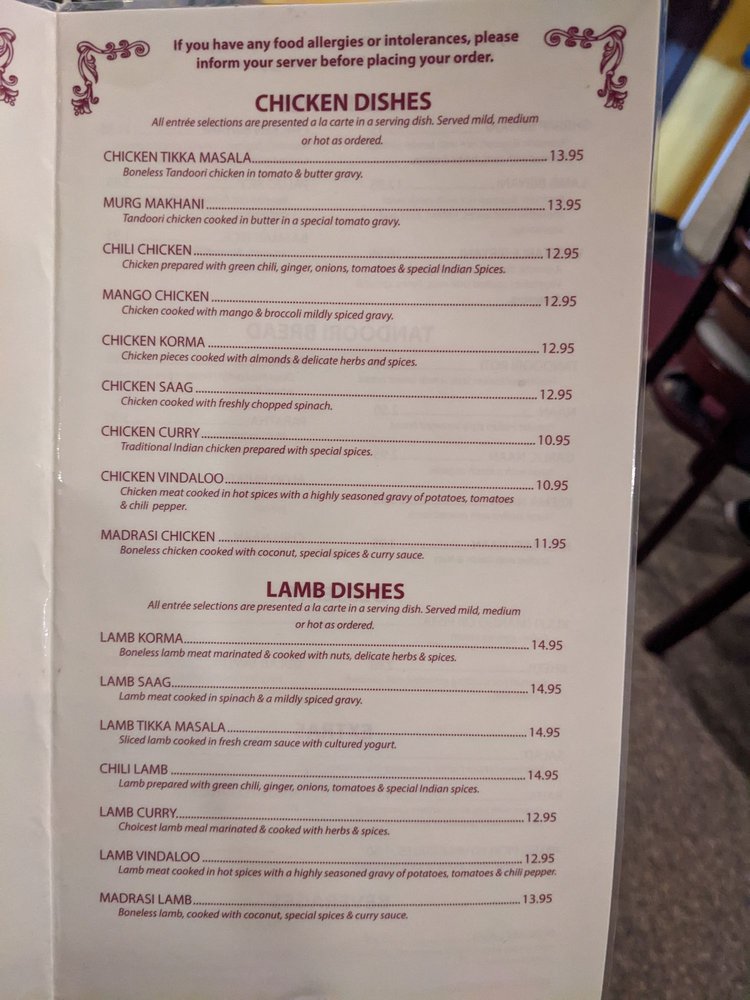 If you have any food allergies or intolerances, please
inform your server before placing your order.
CHICKEN DISHES
All entrée selections are presented a la carte in a serving dish. Served mild, medium
or hot as ordered.
CHICKEN TIKKA MASALA 13.95
Boneless Tandoori chicken in tomato & butter gravy.
MURG MAKHANI 13.95
Tandoori chicken cooked in butter in a special tomato gravy.
CHILI CHICKEN 12.95
Chicken prepared with green chili, ginger, onions, tomatoes & special Indian Spices.
MANGO CHICKEN 12.95
Chicken cooked with mango & broccoli mildly spiced gravy.
CHICKEN KORMA 12.95
Chicken pieces cooked with almonds & delicate herbs and spices.
CHICKEN SAAG 12.95
Chicken cooked with freshly chopped spinach.
CHICKEN CURRY 10.95
Traditional Indian chicken prepared with special spices.
CHICKEN VINDALOO 10.95
Chicken meat cooked in hot spices with a highly seasoned gravy of potatoes, tomatoes
& chili pepper.
MADRASI CHICKEN 11.95
Boneless chicken cooked with coconut, special spices & curry sauce.
LAMB DISHES
All entrée selections are presented a la carte in a serving dish. Served mild, medium
or hot as ordered.
LAMB KORMA 14.95
Boneless lamb meat marinated & cooked with nuts, delicate herbs & spices.
LAMB SAAG 14.95
Lamb meat cooked in spinach & a mildly spiced gravy.
LAMB TIKKA MASALA 14.95
Sliced lamb cooked in fresh cream sauce with cultured yogurt.
CHILI LAMB 14.95
Lamb prepared with green chili, ginger, onions, tomatoes & special Indian spices.
LAMB CURRY 12.95
Choicest lamb meal marinated & cooked with herbs & spices.
LAMB VINDALOO 12.95
Lamb meat cooked in hot spices with a highly seasoned gravy of potatoes, tomatoes & chili pepper.
MADRASI LAMB 13.95
Boneless lamb, cooked with coconut, special spices & curry sauce.